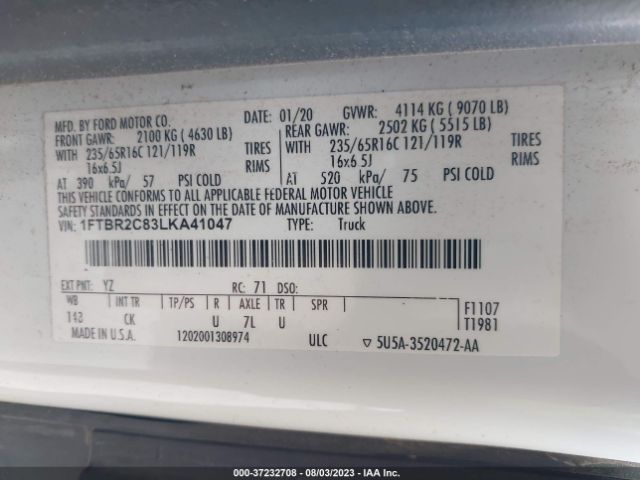 MFD. BY FORD MOTOR CO. DATE: 01/20 GVWR: 4114 KG ( 9070 LB)
FRONT GAWR: 2100 KG ( 4630 LB) REAR GAWR: 2502 KG ( 5515 LB)
WITH 235/65R16C 121/119R TIRES WITH 235/65R16C 121/119R TIRES
16x6.5J RIMS 16x6.5J RIMS
AT 390 kPa/ 57 PSI COLD AT 520 kPa/ 75 PSI COLD
THIS VEHICLE CONFORMS TO ALL APPLICABLE FEDERAL MOTOR VEHICLE
SAFETY STANDARDS IN EFFECT ON THE DATE OF MANUFACTURE SHOWN ABOVE.
VIN: 1FTBR2C83LKA41047 TYPE: Truck
EXT PNT: YZ RC: 71 DSO:
WB INT TR TP/PS R AXLE TR SPR F1107
143 CK U 7L U T1981
MADE IN U.S.A. 1202001308974 ULC ▽ 5U5A-3520472-AA
000-37232708 - 08/03/2023 - IAA Inc.